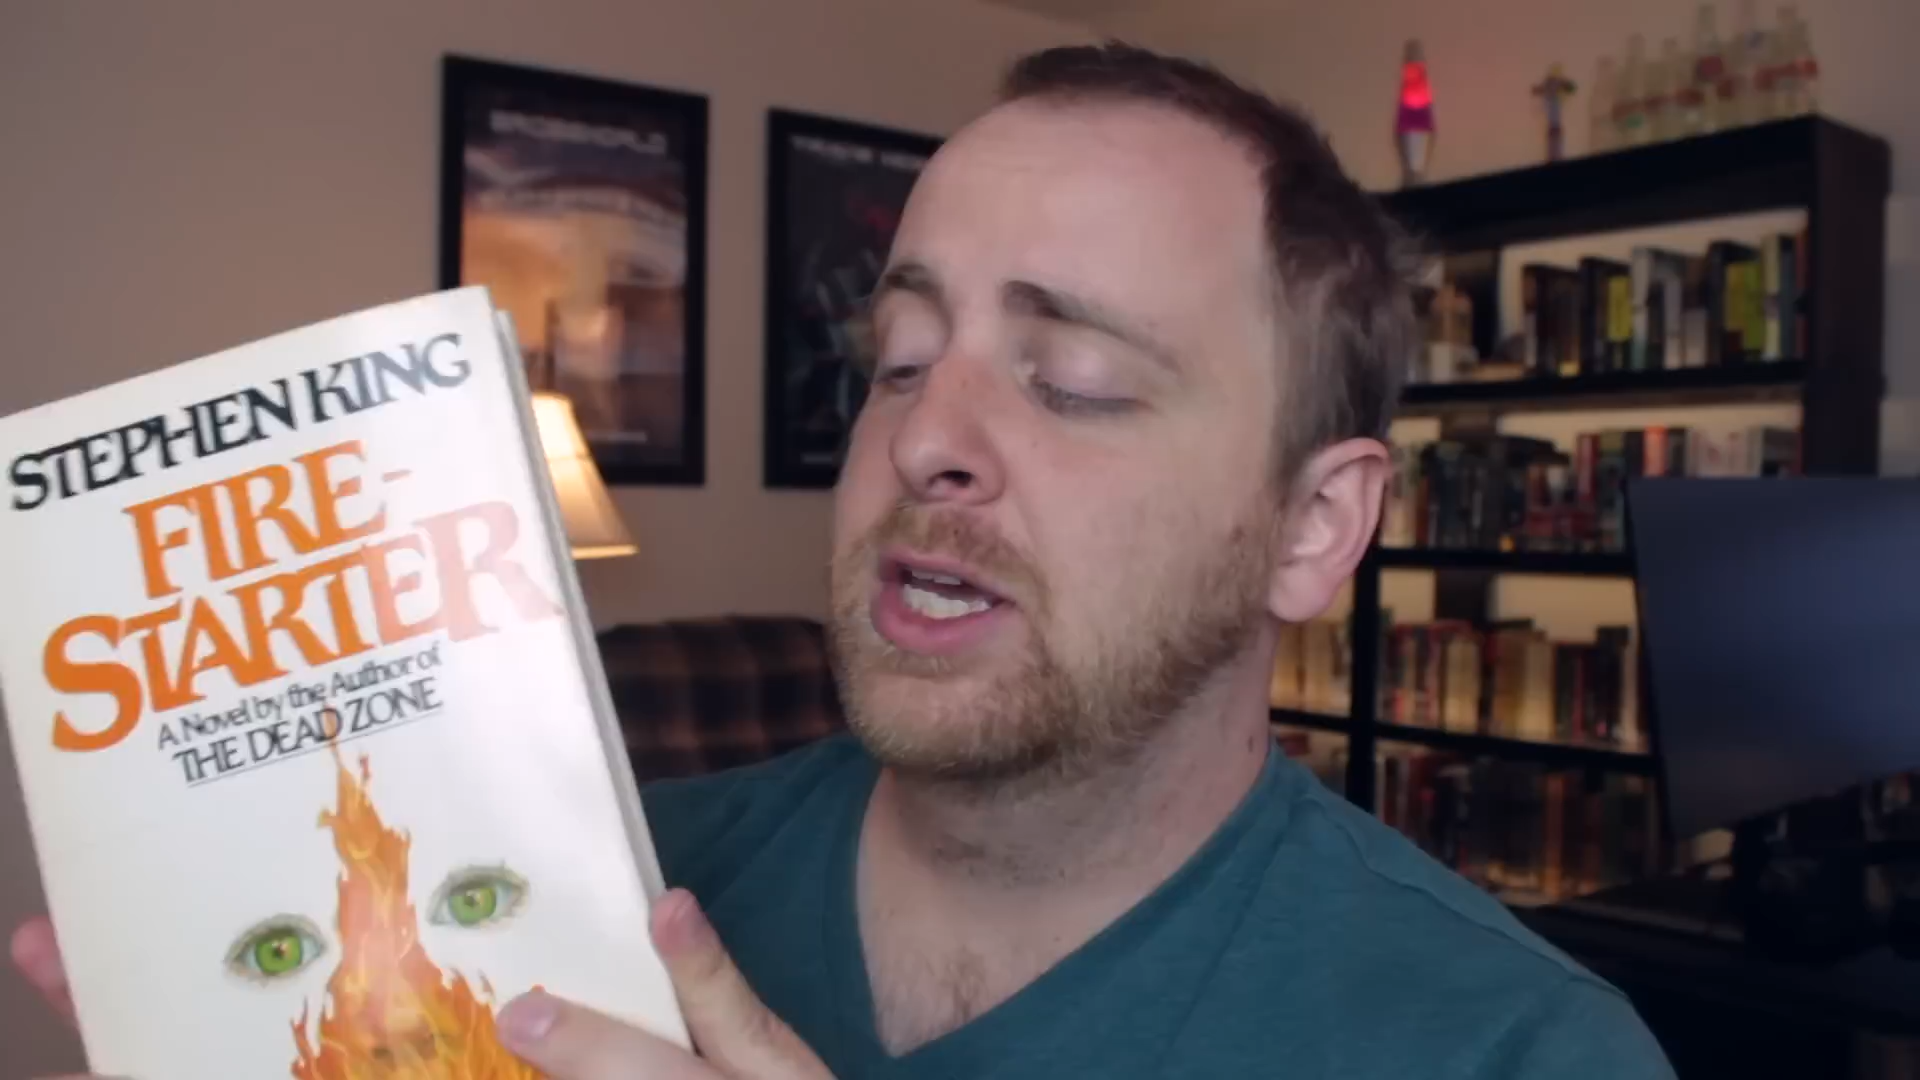 STEPHEN KING
FIRE-
STARTER
A Novel by the Author of
THE DEAD ZONE